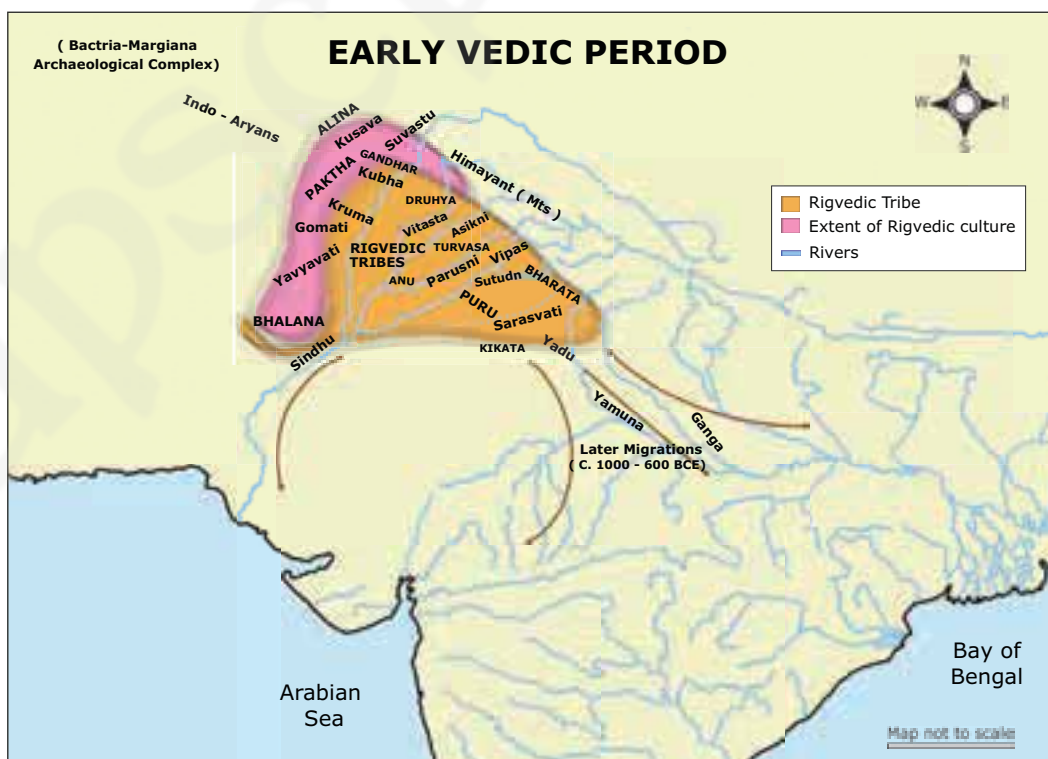 ( Bactria-Margiana
Archaeological Complex)
EARLY VEDIC PERIOD
N
W
E
S
Indo - Aryans
ALINA
Kusava
Suvastu
PAKTHA
GANDHAR
Kubha
Himayant ( Mts )
DRUHYA
Kruma
Vitasta
Asikni
Gomati
RIGVEDIC
TRIBES
TURVASA
Vipas
Yavyavati
ANU
Parusni
Sutudn
BHARATA
PURU
Sarasvati
BHALANA
Sindhu
KIKATA
Yadu
Yamuna
Ganga
Later Migrations
( C. 1000 - 600 BCE)
Rigvedic Tribe
Extent of Rigvedic culture
Rivers
Arabian
Sea
Bay of
Bengal
Map not to scale